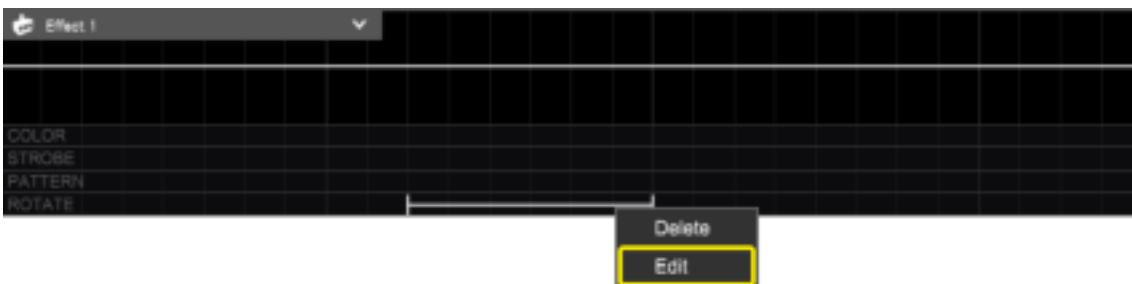 Effect 1
COLOR
STROBE
PATTERN
ROTATE
Delete
Edit